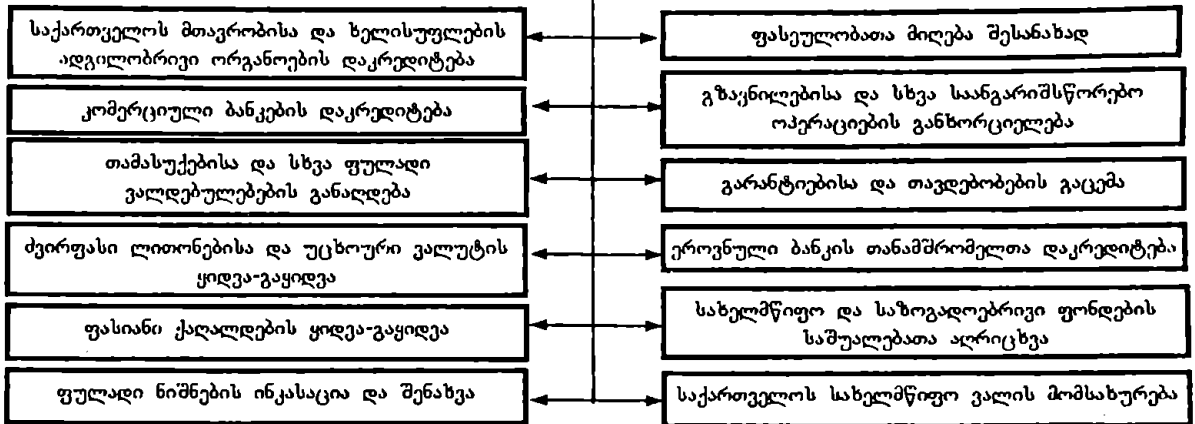 საქართველოს მთავრობისა და ხელისუფლების
ადგილობრივი ორგანოების დაკრედიტება
კომერციული ბანკების დაკრედიტება
თამასუქებისა და სხვა ფულადი
ვალდებულებების განაღდება
ძვირფასი ლითონებისა და უცხოური ვალუტის
ყიდვა-გაყიდვა
ფასიანი ქაღალდების ყიდვა-გაყიდვა
ფულადი ნიშნების ინკასაცია და შენახვა
ფასეულობათა მიღება შესანახად
გზავნილებისა და სხვა საანგარიშსწორებო
ოპერაციების განხორციელება
გარანტიებისა და თავდებობების გაცემა
ეროვნული ბანკის თანამშრომელთა დაკრედიტება
სახელმწიფო და საზოგადოებრივი ფონდების
საშუალებათა აღრიცხვა
საქართველოს სახელმწიფო ვალის მომსახურება